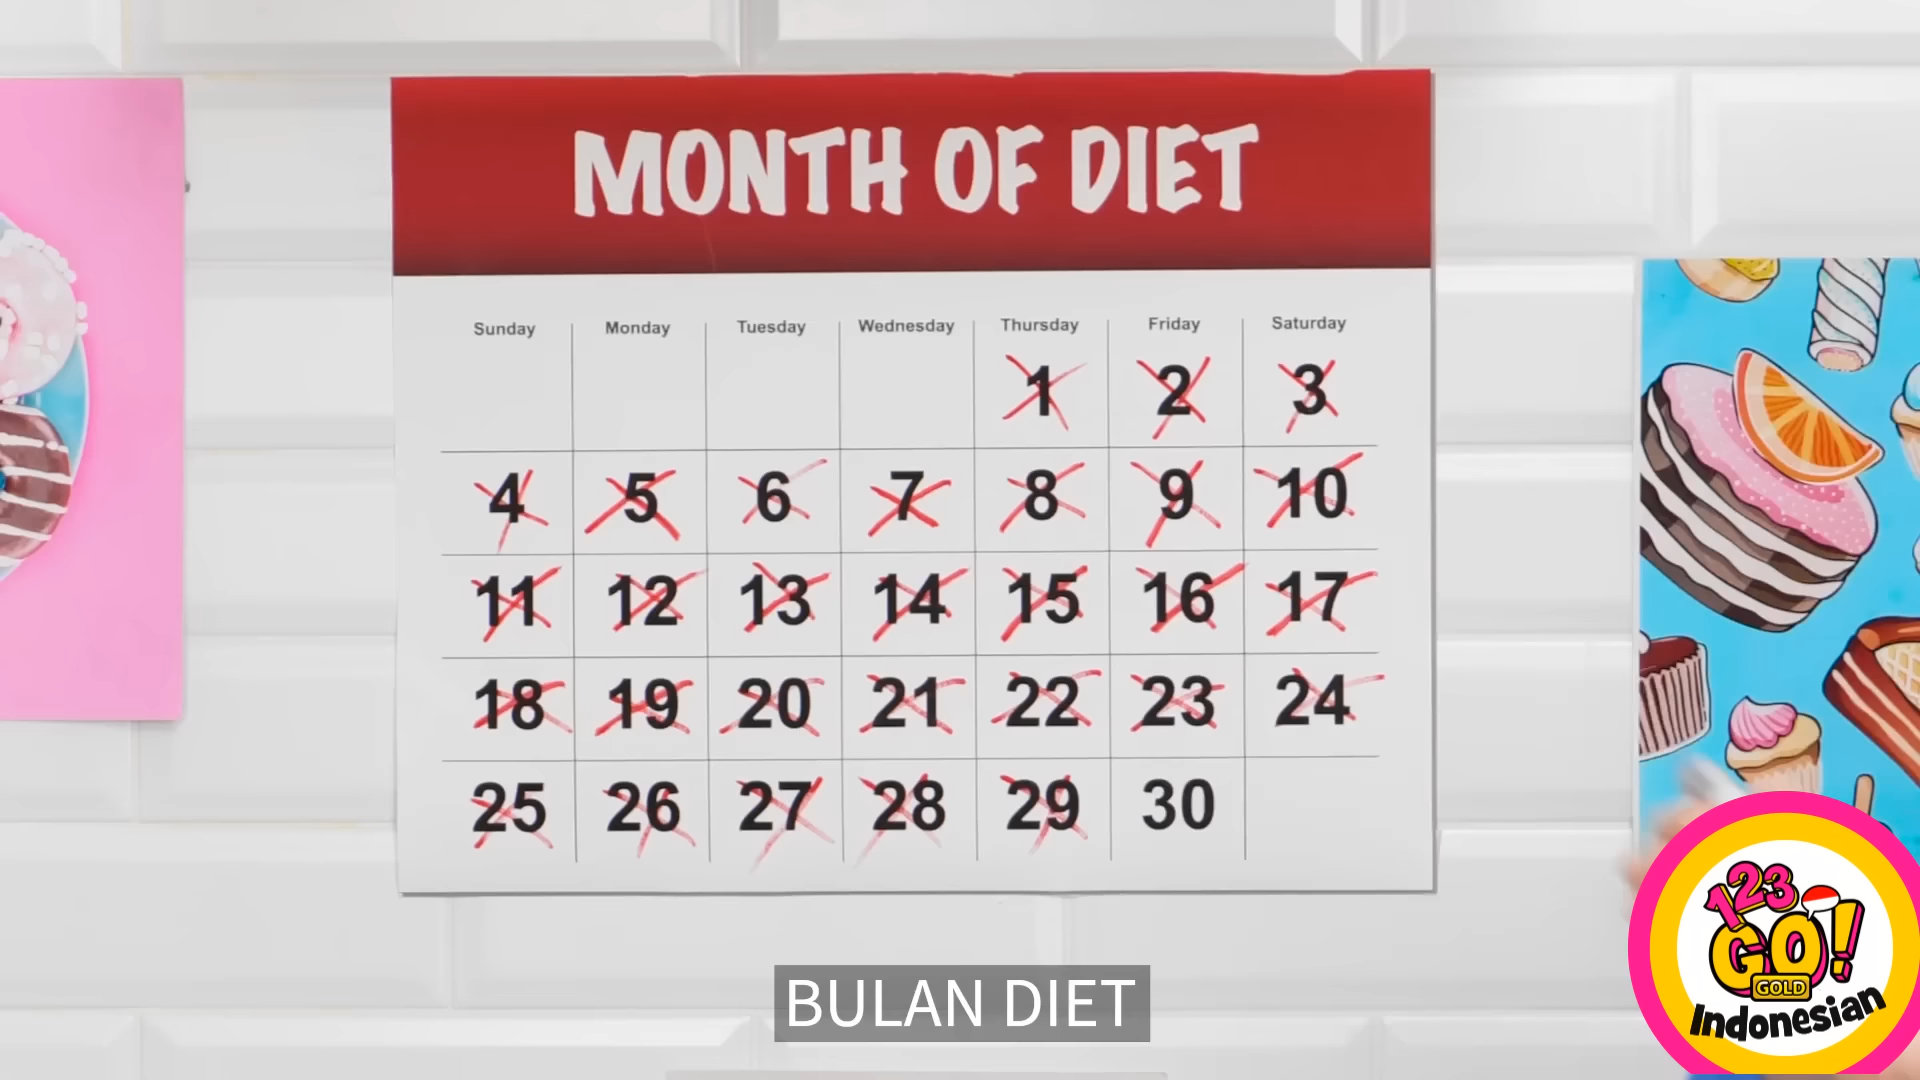 MONTH OF DIET
Sunday Monday Tuesday Wednesday Thursday Friday Saturday
1 2 3
4 5 6 7 8 9 10
11 12 13 14 15 16 17
18 19 20 21 22 23 24
25 26 27 28 29 30
BULAN DIET
123
GO!
GOLD
Indonesian